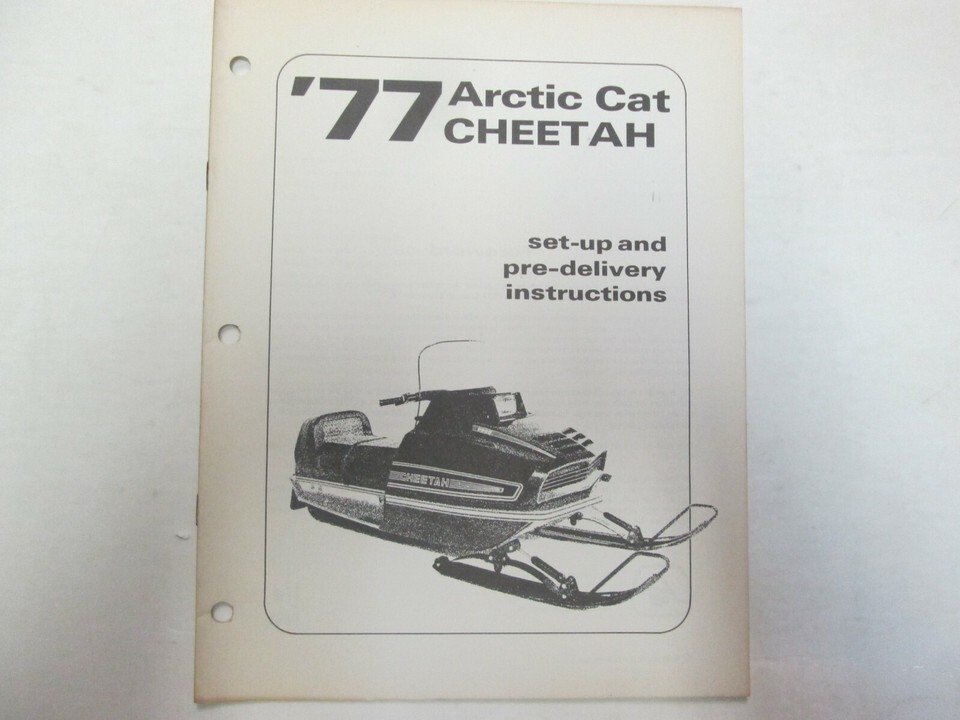 '77 Arctic Cat
CHEETAH
set-up and
pre-delivery
instructions
CHEETAH